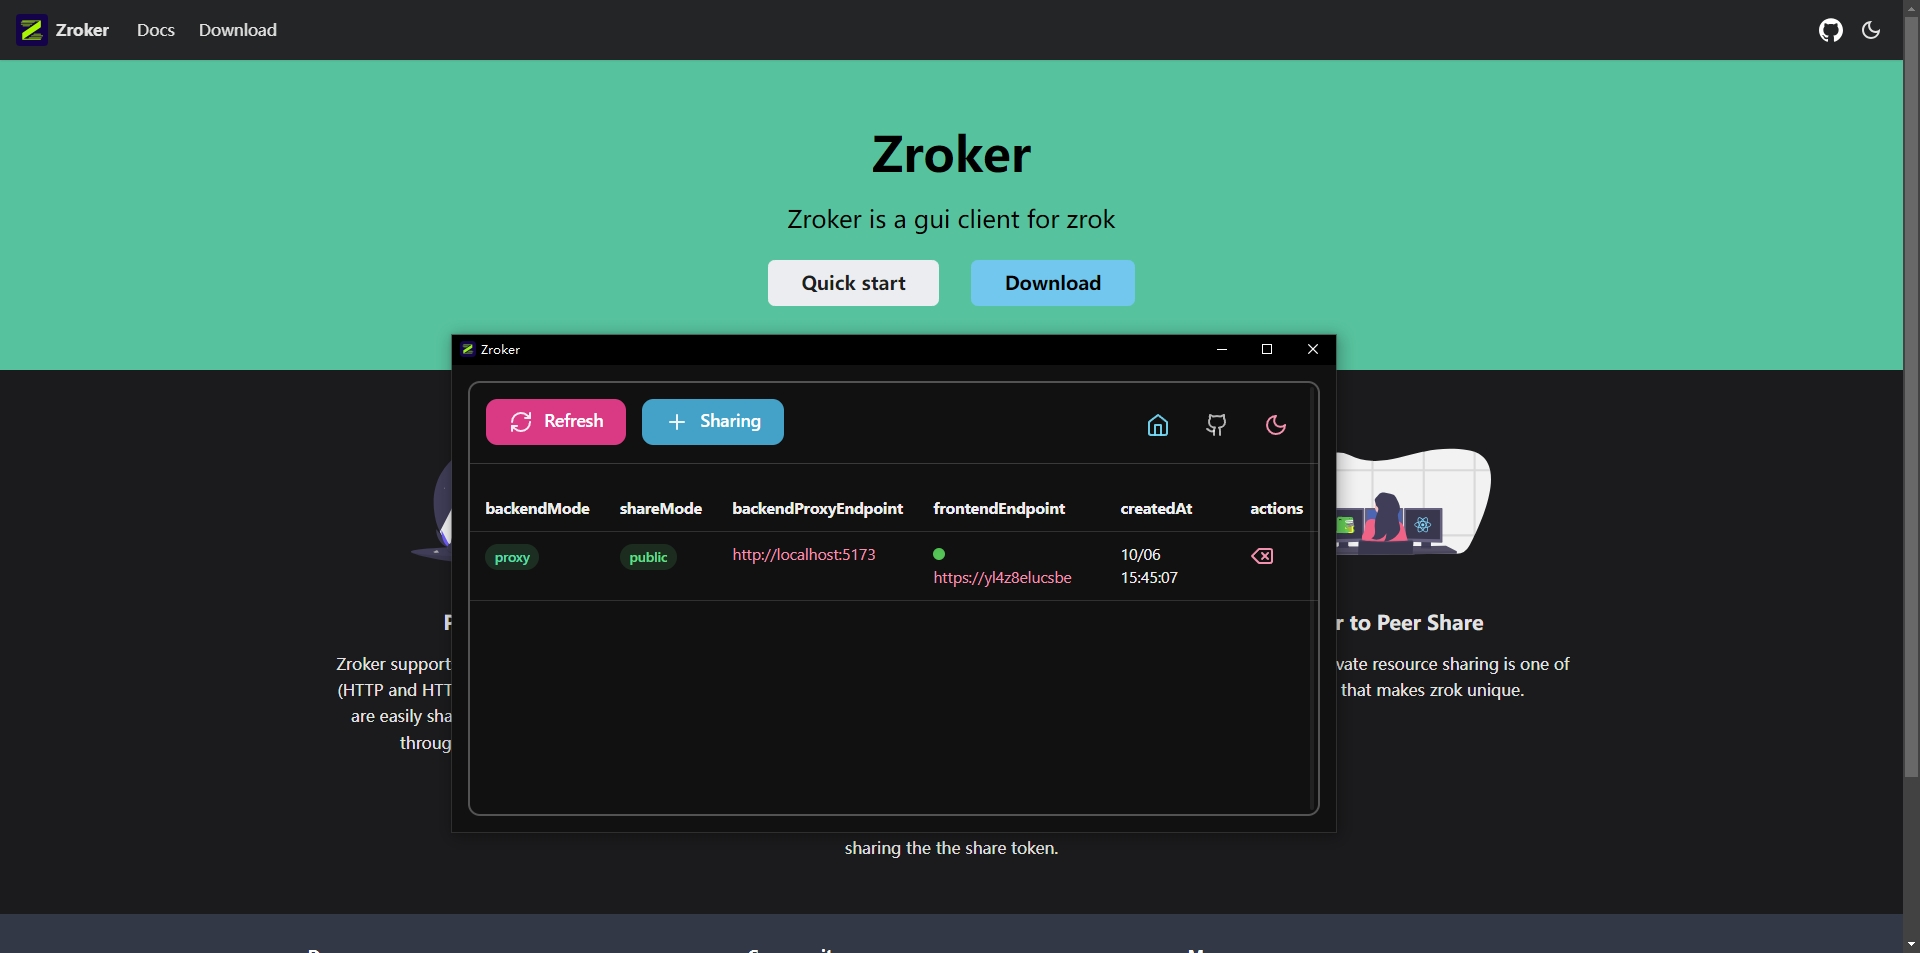 Zroker Docs Download
Zroker
Zroker is a gui client for zrok
Quick start Download
Zroker
Refresh Sharing
backendMode shareMode backendProxyEndpoint frontendEndpoint createdAt actions
proxy public http://localhost:5173 10/06
https://yl4z8elucsbe 15:45:07
to Peer Share
Zroker support
resource sharing is one of
(HTTP and HTT
that makes zrok unique.
are easily sha
throug
sharing the the share token.